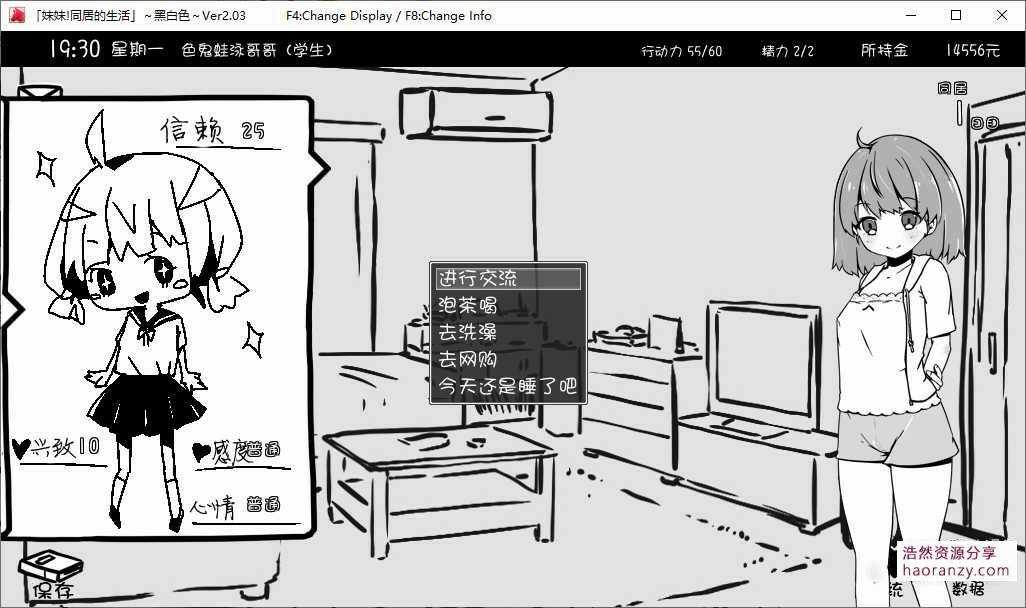 「妹妹!同居的生活」~黑白色~Ver2.03 F4:Change Display / F8:Change Info
19:30 星期一 色鬼蛙泳哥哥 (学生) 行动力 55/60 精力 2/2 所持金 14556元
同居
信赖 25
进行交流
泡茶喝
去洗澡
去网购
今天还是睡了吧
兴致10
感度普通
心情 普通
保存
浩然资源分享
haoranzy.com
统
数据